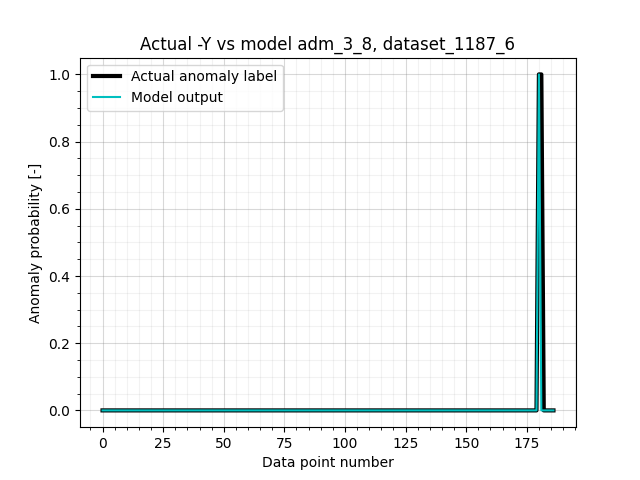 Actual -Y vs model adm_3_8, dataset_1187_6
Actual anomaly label
Model output
1.0
0.8
0.6
0.4
0.2
0.0
Anomaly probability [-]
0 25 50 75 100 125 150 175
Data point number